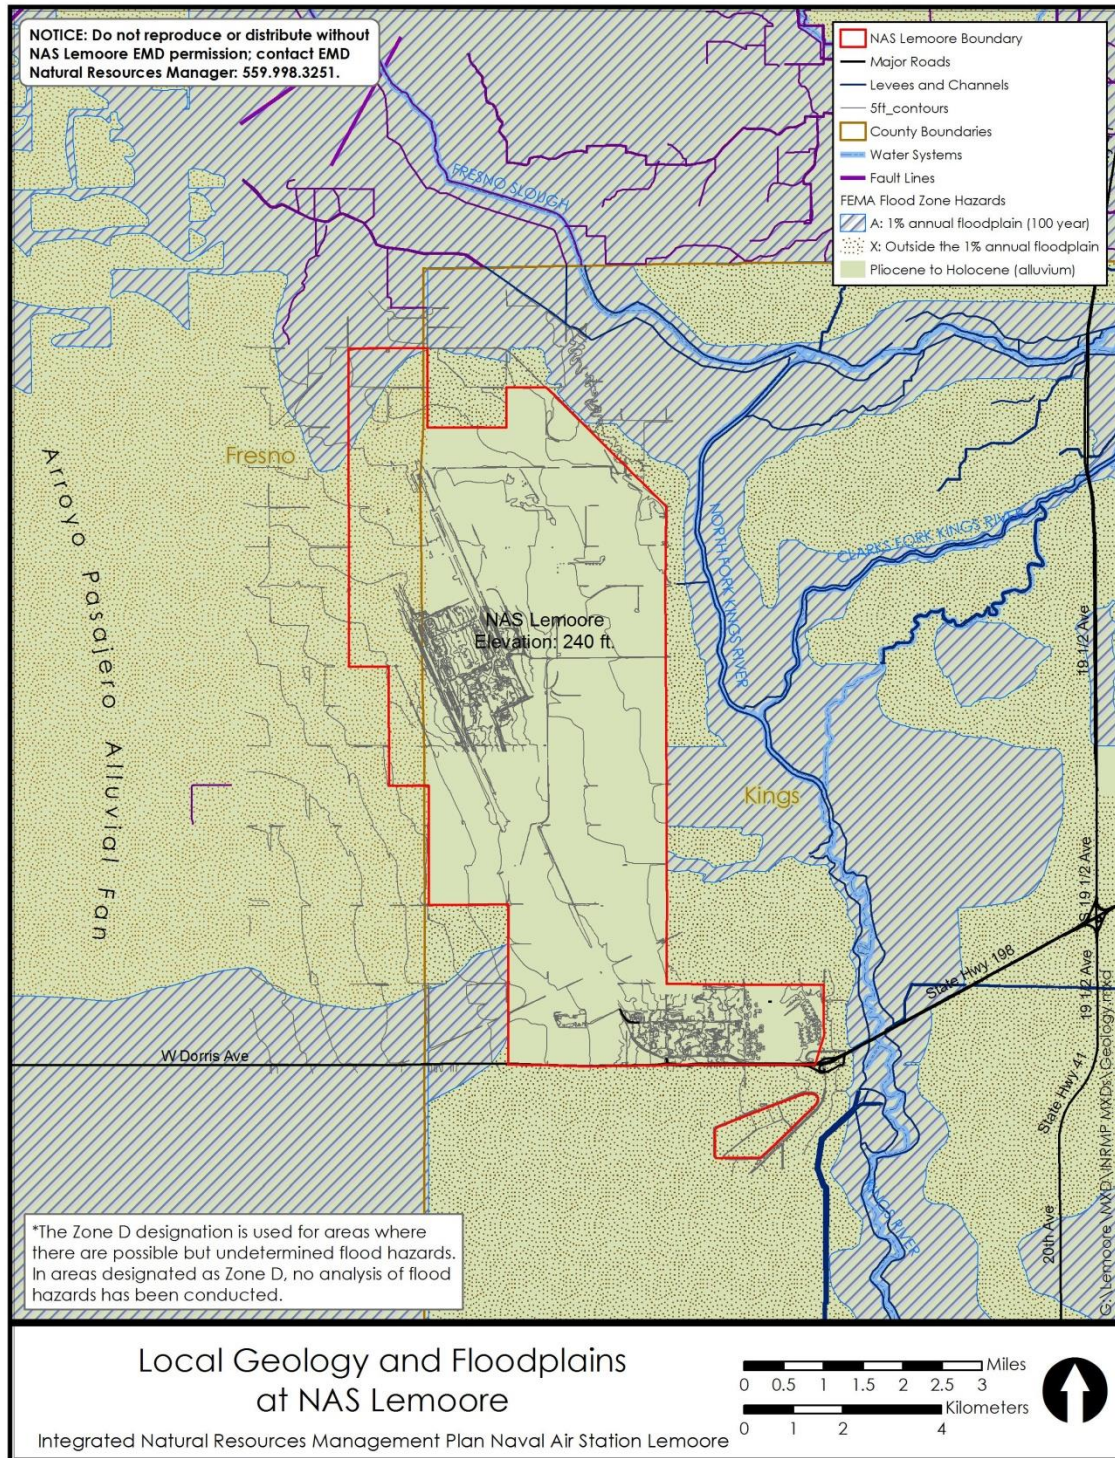 NOTICE: Do not reproduce or distribute without
NAS Lemoore EMD permission; contact EMD
Natural Resources Manager: 559.998.3251.
NAS Lemoore Boundary
Major Roads
Levees and Channels
5ft_contours
County Boundaries
Water Systems
Fault Lines
FEMA Flood Zone Hazards
A: 1% annual floodplain (100 year)
X: Outside the 1% annual floodplain
Pliocene to Holocene (alluvium)
FRESNO SLOUGH
Fresno
Arroyo Pasajero Alluvial Fan
NORTH FORK KINGS RIVER
CLARKS FORK KINGS RIVER
NAS Lemoore
Elevation: 240 ft.
19 1/2 Ave
Kings
S 19 1/2 Ave
State Hwy 198
19 1/2 Ave
W Dorris Ave
State Hwy 41
KINGS RIVER
20th Ave
G:\Lemoore_MXD\INRMP MXDs\Geology.mxd
*The Zone D designation is used for areas where
there are possible but undetermined flood hazards.
In areas designated as Zone D, no analysis of flood
hazards has been conducted.
Local Geology and Floodplains
at NAS Lemoore
Integrated Natural Resources Management Plan Naval Air Station Lemoore
Miles
0 0.5 1 1.5 2 2.5 3
Kilometers
0 1 2 4